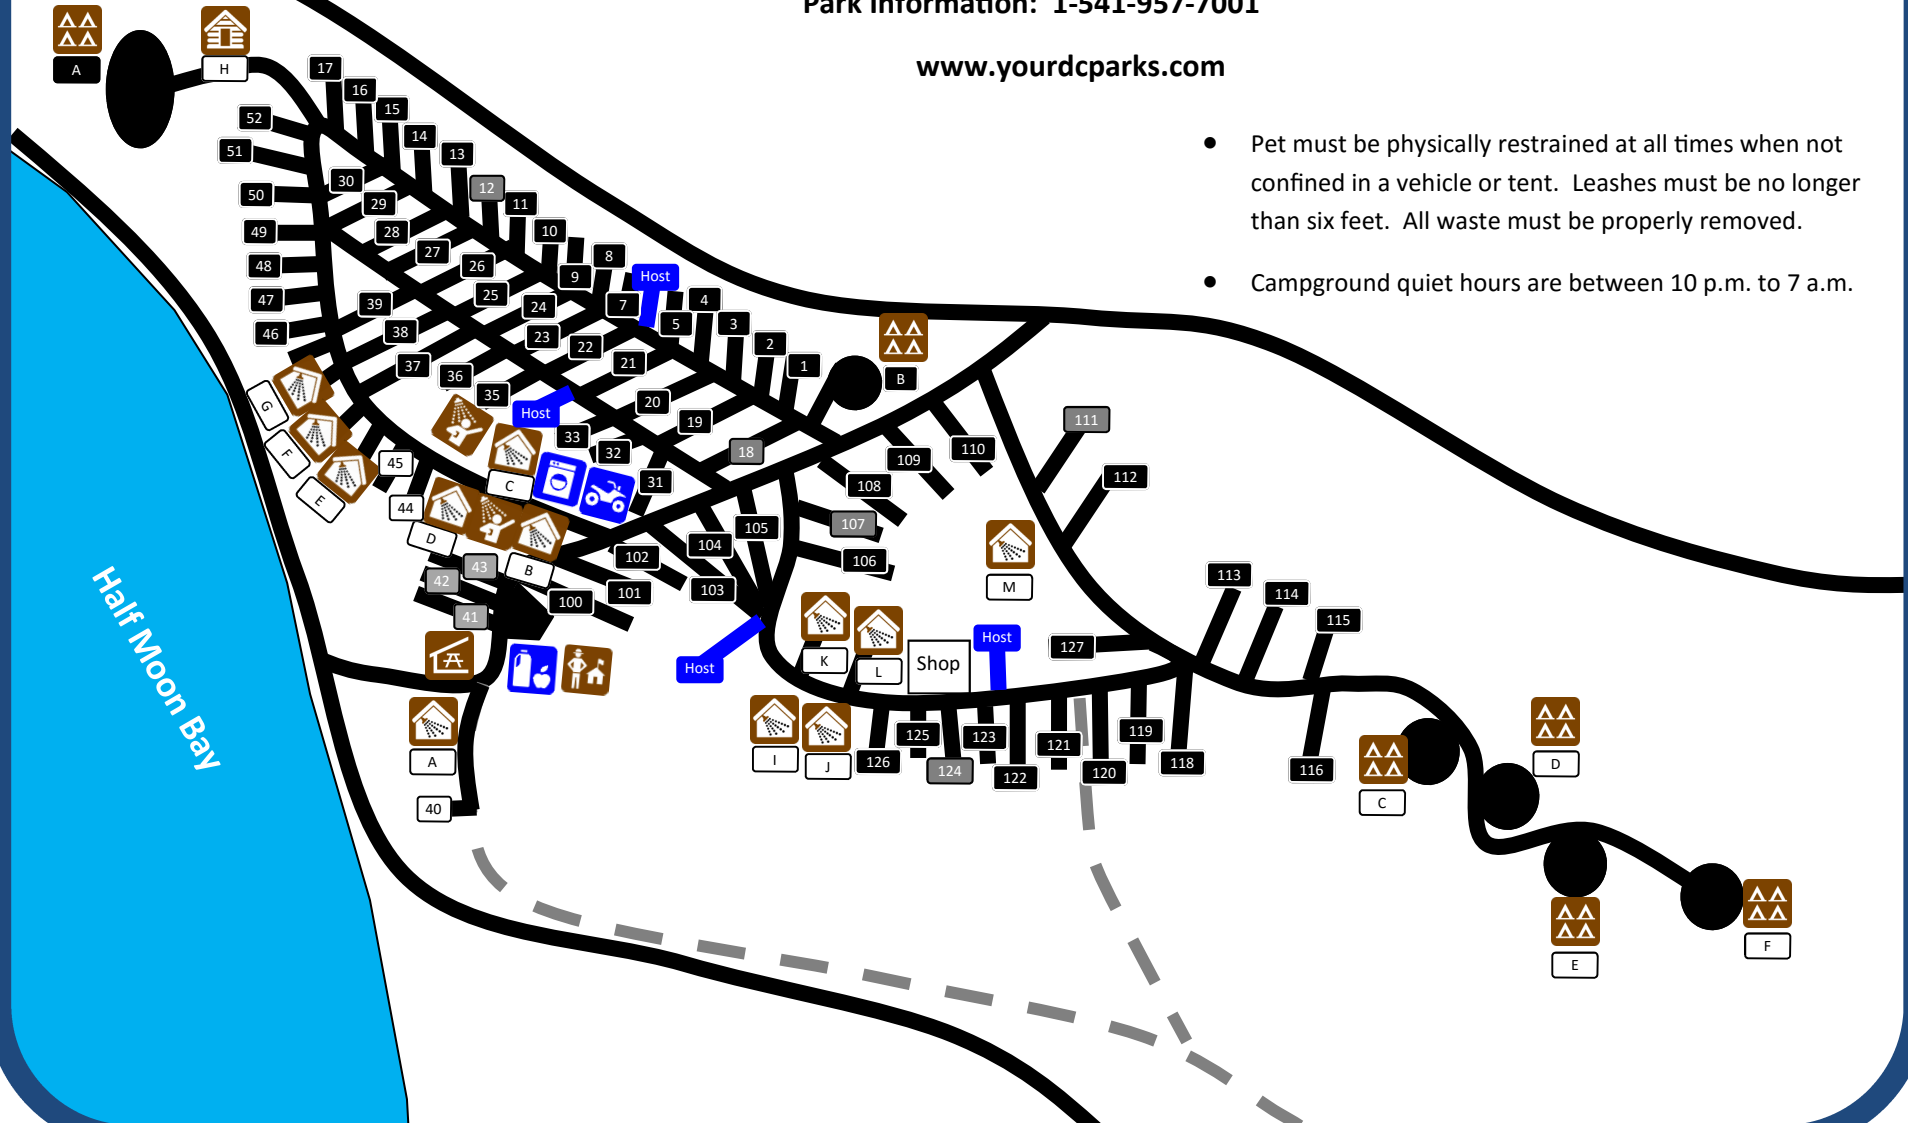 Park Information:  1-541-957-7001
www.yourdcparks.com
• Pet must be physically restrained at all times when not
confined in a vehicle or tent.  Leashes must be no longer
than six feet.  All waste must be properly removed.
• Campground quiet hours are between 10 p.m. to 7 a.m.
A
H
17
16
15
14
13
12
11
10
9
8
Host
7
5
4
3
2
1
B
52
51
50
49
48
47
46
30
29
28
27
26
25
24
23
22
21
20
19
18
39
38
37
36
35
Host
33
32
31
G
F
E
45
44
C
D
B
43
42
41
40
A
100
101
102
103
104
105
106
107
108
109
110
111
112
113
114
115
116
M
127
K
L
Shop
Host
Host
I
J
126
125
124
123
122
121
120
119
118
C
D
E
F
Half Moon Bay